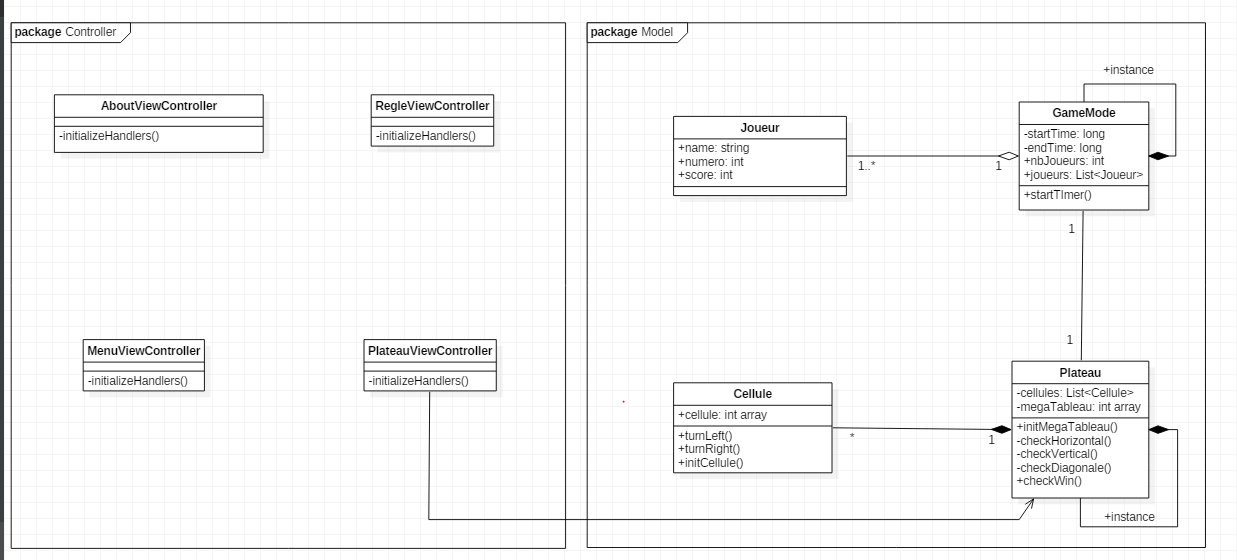 package Controller
AboutViewController
-initializeHandlers()
RegleViewController
-initializeHandlers()
MenuViewController
-initializeHandlers()
PlateauViewController
-initializeHandlers()
package Model
Joueur
+name: string
+numero: int
+score: int
1..*
1
+instance
GameMode
-startTime: long
-endTime: long
+nbJoueurs: int
+joueurs: List<Joueur>
+startTImer()
1
1
Cellule
+cellule: int array
+turnLeft()
+turnRight()
+initCellule()
*
1
Plateau
-cellules: List<Cellule>
-megaTableau: int array
+initMegaTableau()
-checkHorizontal()
-checkVertical()
-checkDiagonale()
+checkWin()
+instance